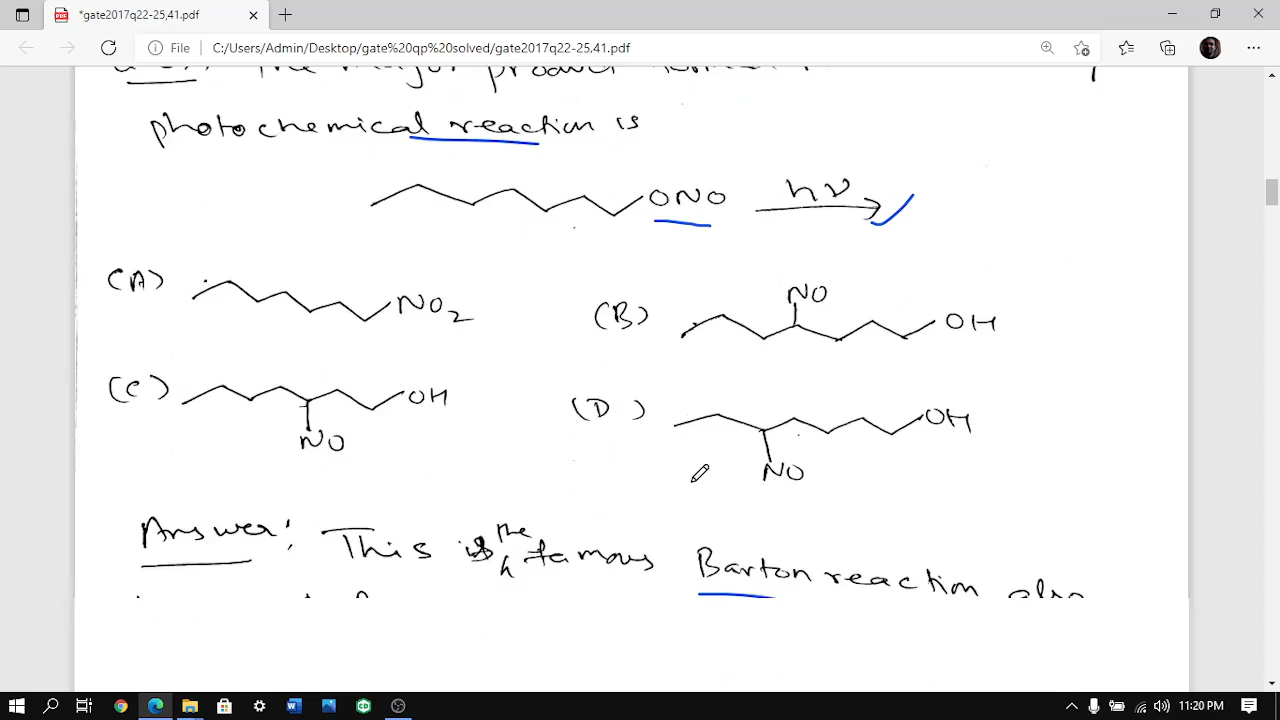 *gate2017q22-25,41.pdf
File C:/Users/Admin/Desktop/gate%20qp%20solved/gate2017q22-25,41.pdf
photochemical reaction is
ONO hν
(A) NO2
(B) NO OH
(C) OH NO
(D) OH NO
Answer: This is the famous Barton reaction also
11:20 PM